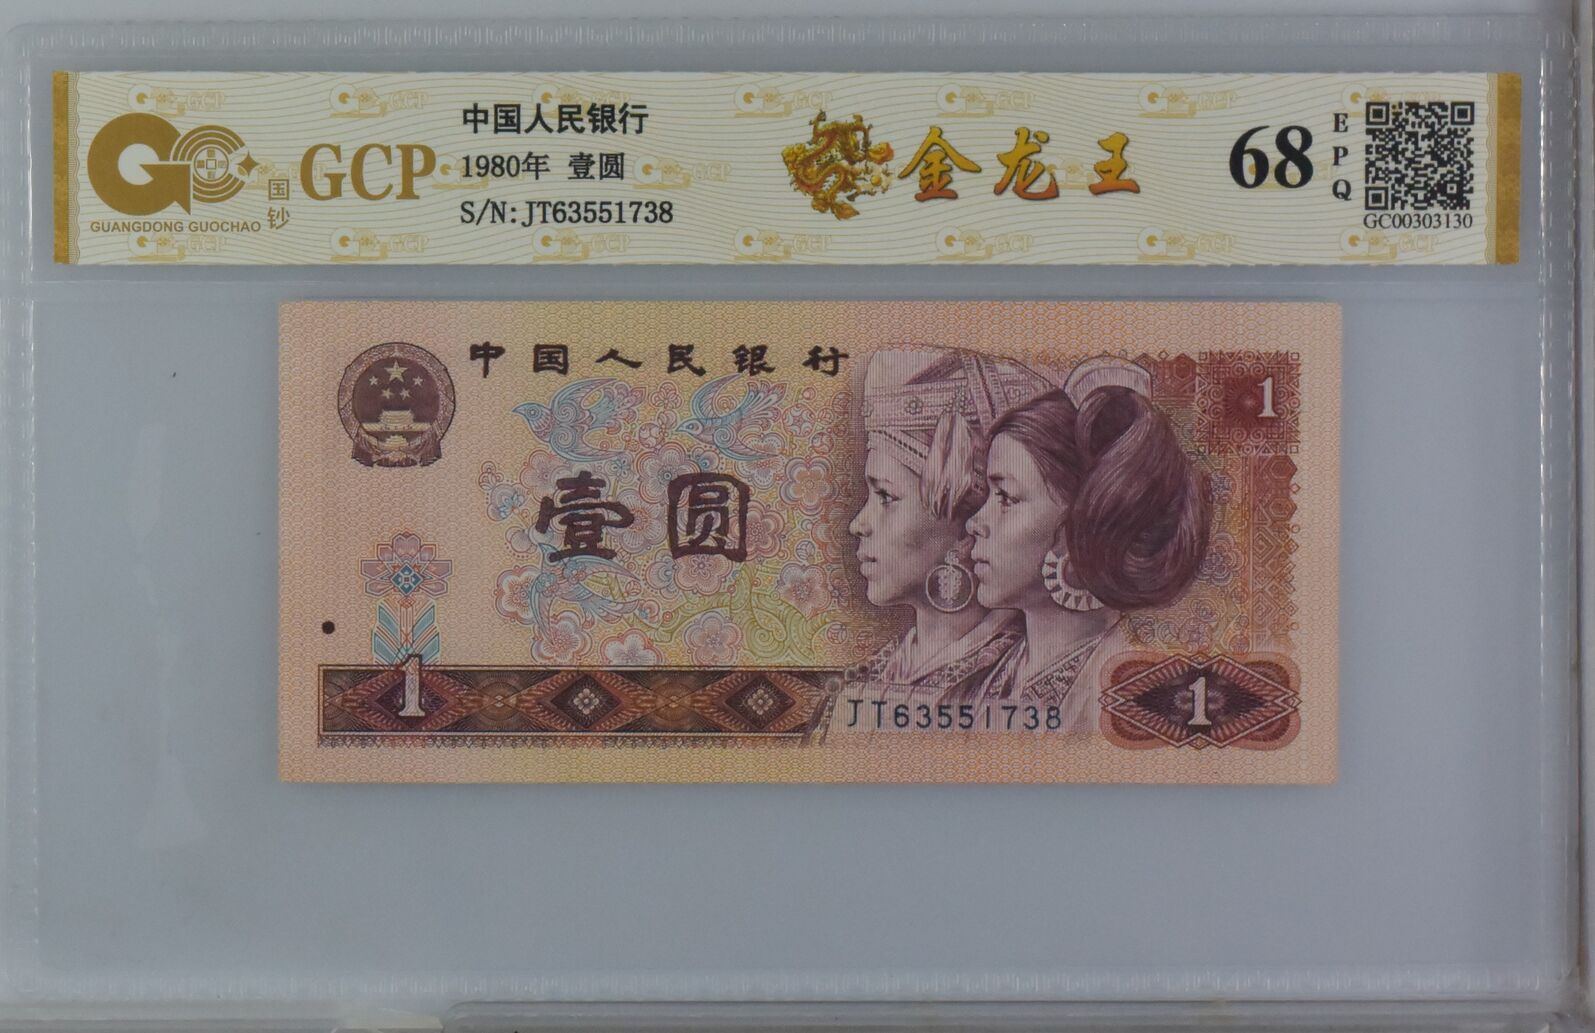 GUANGDONG GUOCHAO
国钞
GCP
中国人民银行
1980年 壹圆
S/N:JT63551738
金龙王
68
EPQ
GC00303130
中国人民银行
1
壹圆
1
JT63551738
1